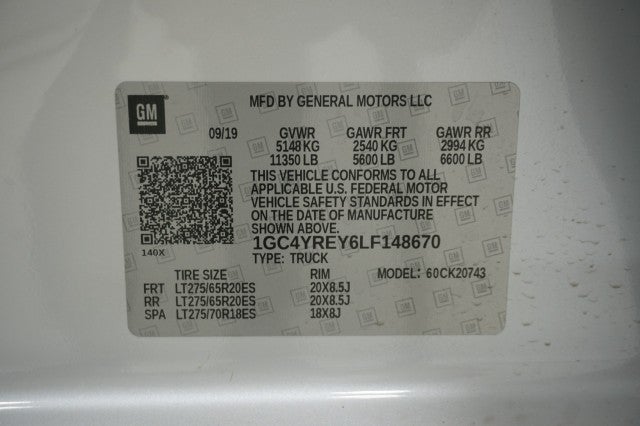 GM
MFD BY GENERAL MOTORS LLC
09/19 GVWR GAWR FRT GAWR RR
5148 KG 2540 KG 2994 KG
11350 LB 5600 LB 6600 LB
THIS VEHICLE CONFORMS TO ALL
APPLICABLE U.S. FEDERAL MOTOR
VEHICLE SAFETY STANDARDS IN EFFECT
ON THE DATE OF MANUFACTURE
SHOWN ABOVE.
140X
1GC4YREY6LF148670
TYPE: TRUCK
TIRE SIZE RIM MODEL: 60CK20743
FRT LT275/65R20ES 20X8.5J
RR LT275/65R20ES 20X8.5J
SPA LT275/70R18ES 18X8J